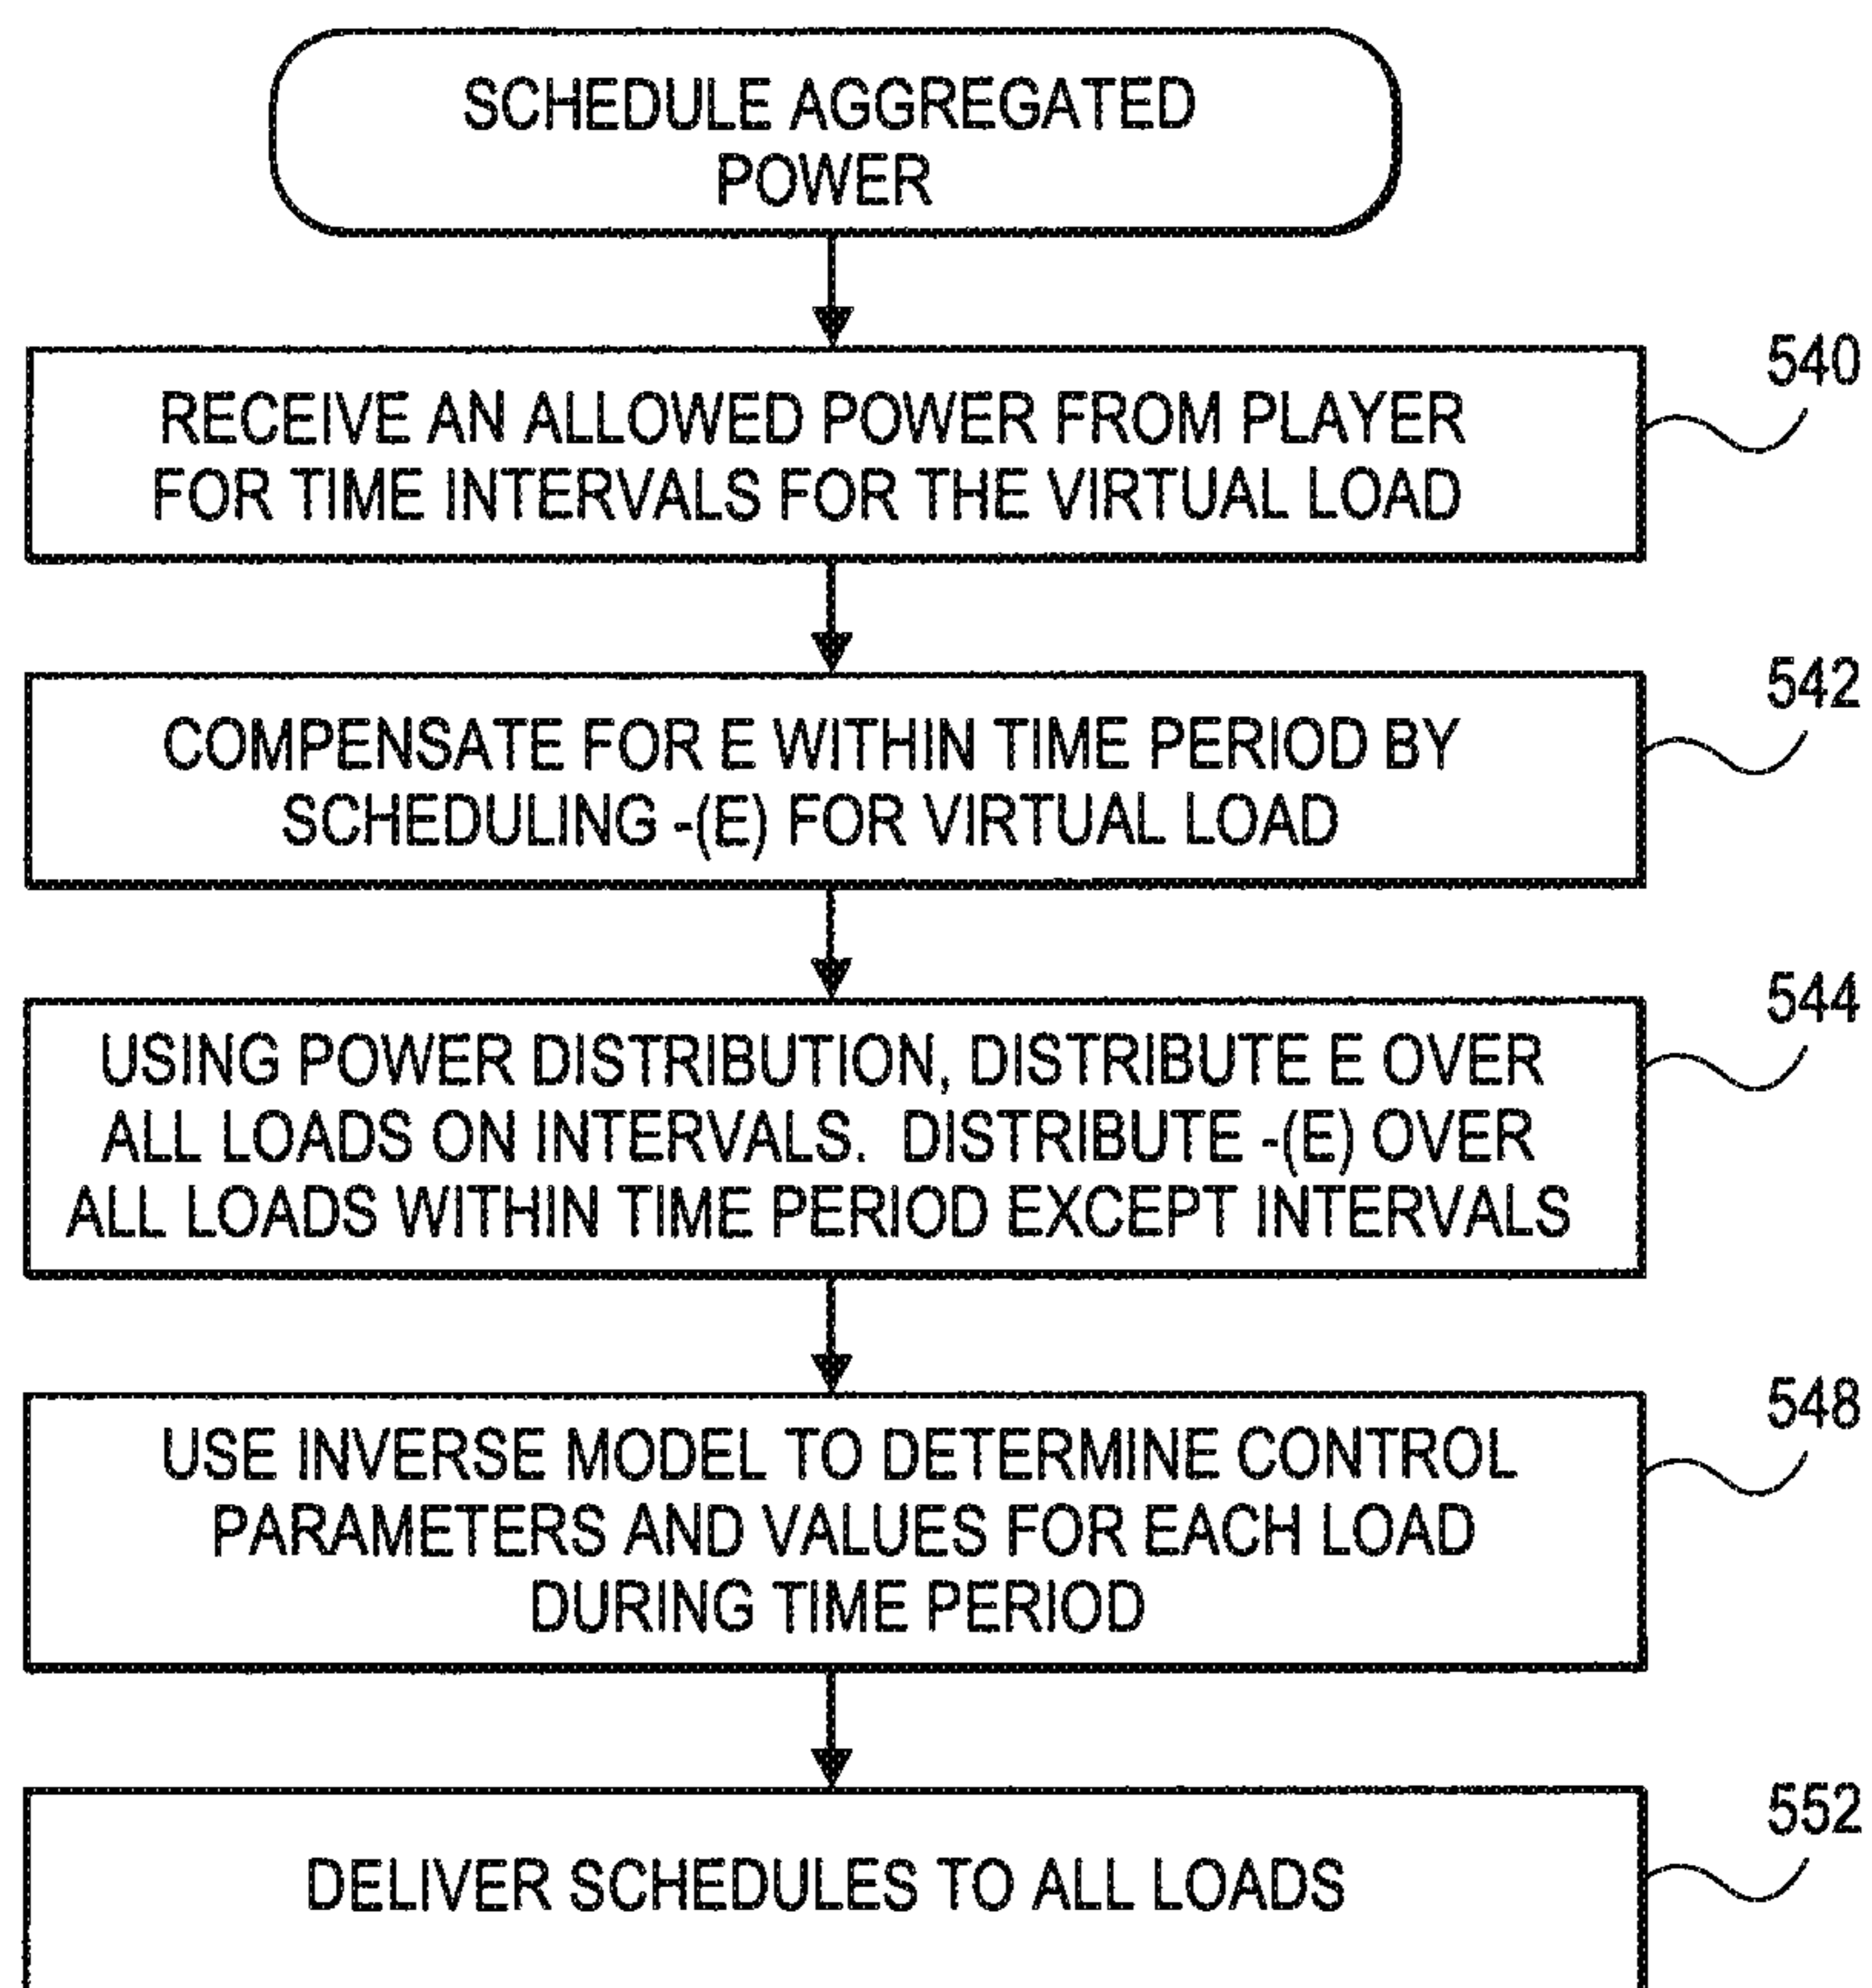 SCHEDULE AGGREGATED
POWER
540
RECEIVE AN ALLOWED POWER FROM PLAYER
FOR TIME INTERVALS FOR THE VIRTUAL LOAD
542
COMPENSATE FOR E WITHIN TIME PERIOD BY
SCHEDULING -(E) FOR VIRTUAL LOAD
544
USING POWER DISTRIBUTION, DISTRIBUTE E OVER
ALL LOADS ON INTERVALS. DISTRIBUTE -(E) OVER
ALL LOADS WITHIN TIME PERIOD EXCEPT INTERVALS
548
USE INVERSE MODEL TO DETERMINE CONTROL
PARAMETERS AND VALUES FOR EACH LOAD
DURING TIME PERIOD
552
DELIVER SCHEDULES TO ALL LOADS